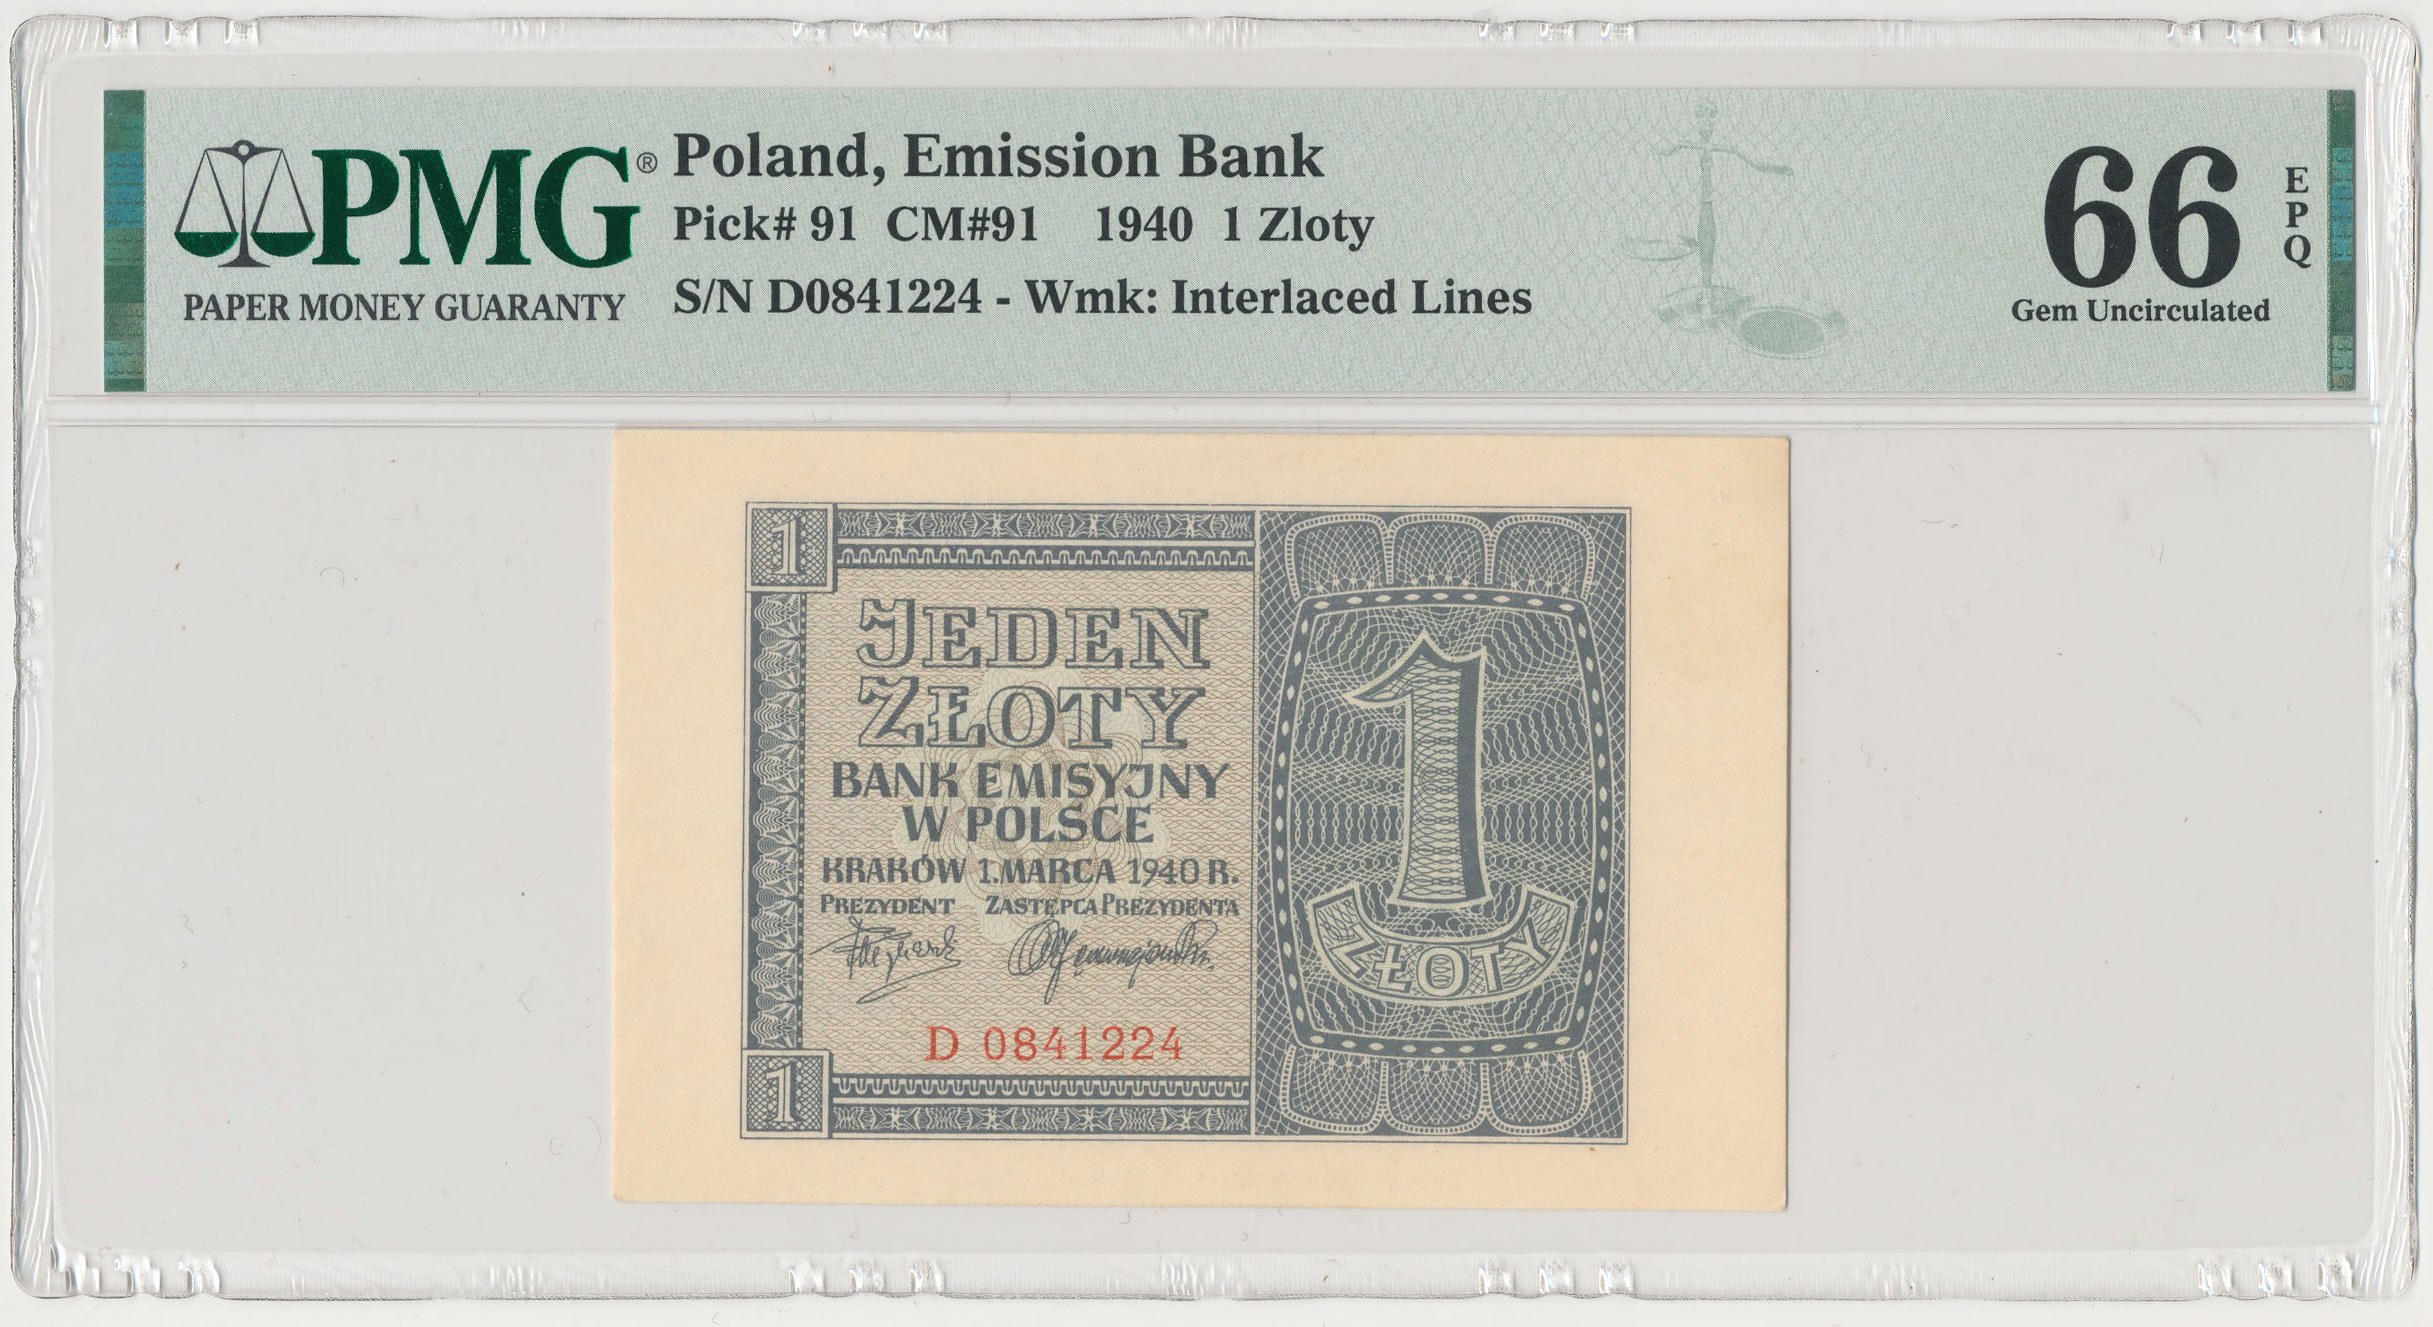 PMG®
PAPER MONEY GUARANTY
Poland, Emission Bank
Pick# 91 CM#91 1940 1 Zloty
S/N D0841224 - Wmk: Interlaced Lines
66 EPQ
Gem Uncirculated
1
JEDEN
ZŁOTY
BANK EMISYJNY
W POLSCE
KRAKÓW 1. MARCA 1940 R.
PREZYDENT ZASTĘPCA PREZYDENTA
D 0841224
1
1
ZŁOTY